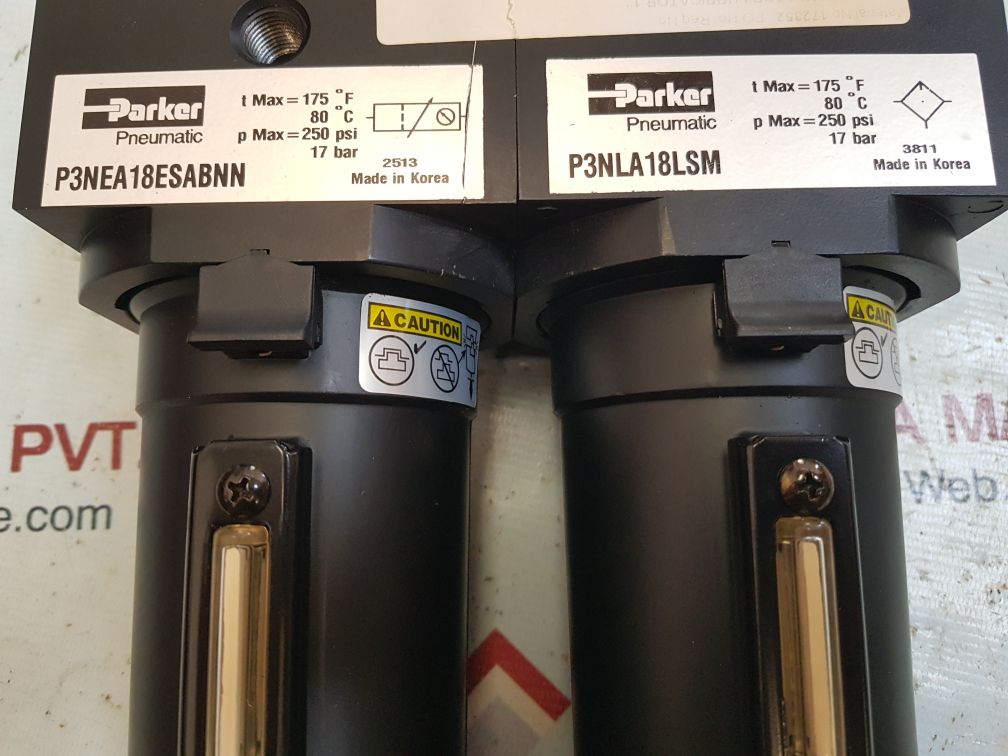 Parker
Pneumatic
P3NEA18ESABNN
t Max = 175 °F
80 °C
p Max = 250 psi
17 bar
2513
Made in Korea
Parker
Pneumatic
P3NLA18LSM
t Max = 175 °F
80 °C
p Max = 250 psi
17 bar
3811
Made in Korea
CAUTION
CAUT
PVT
A M
e.com
Web